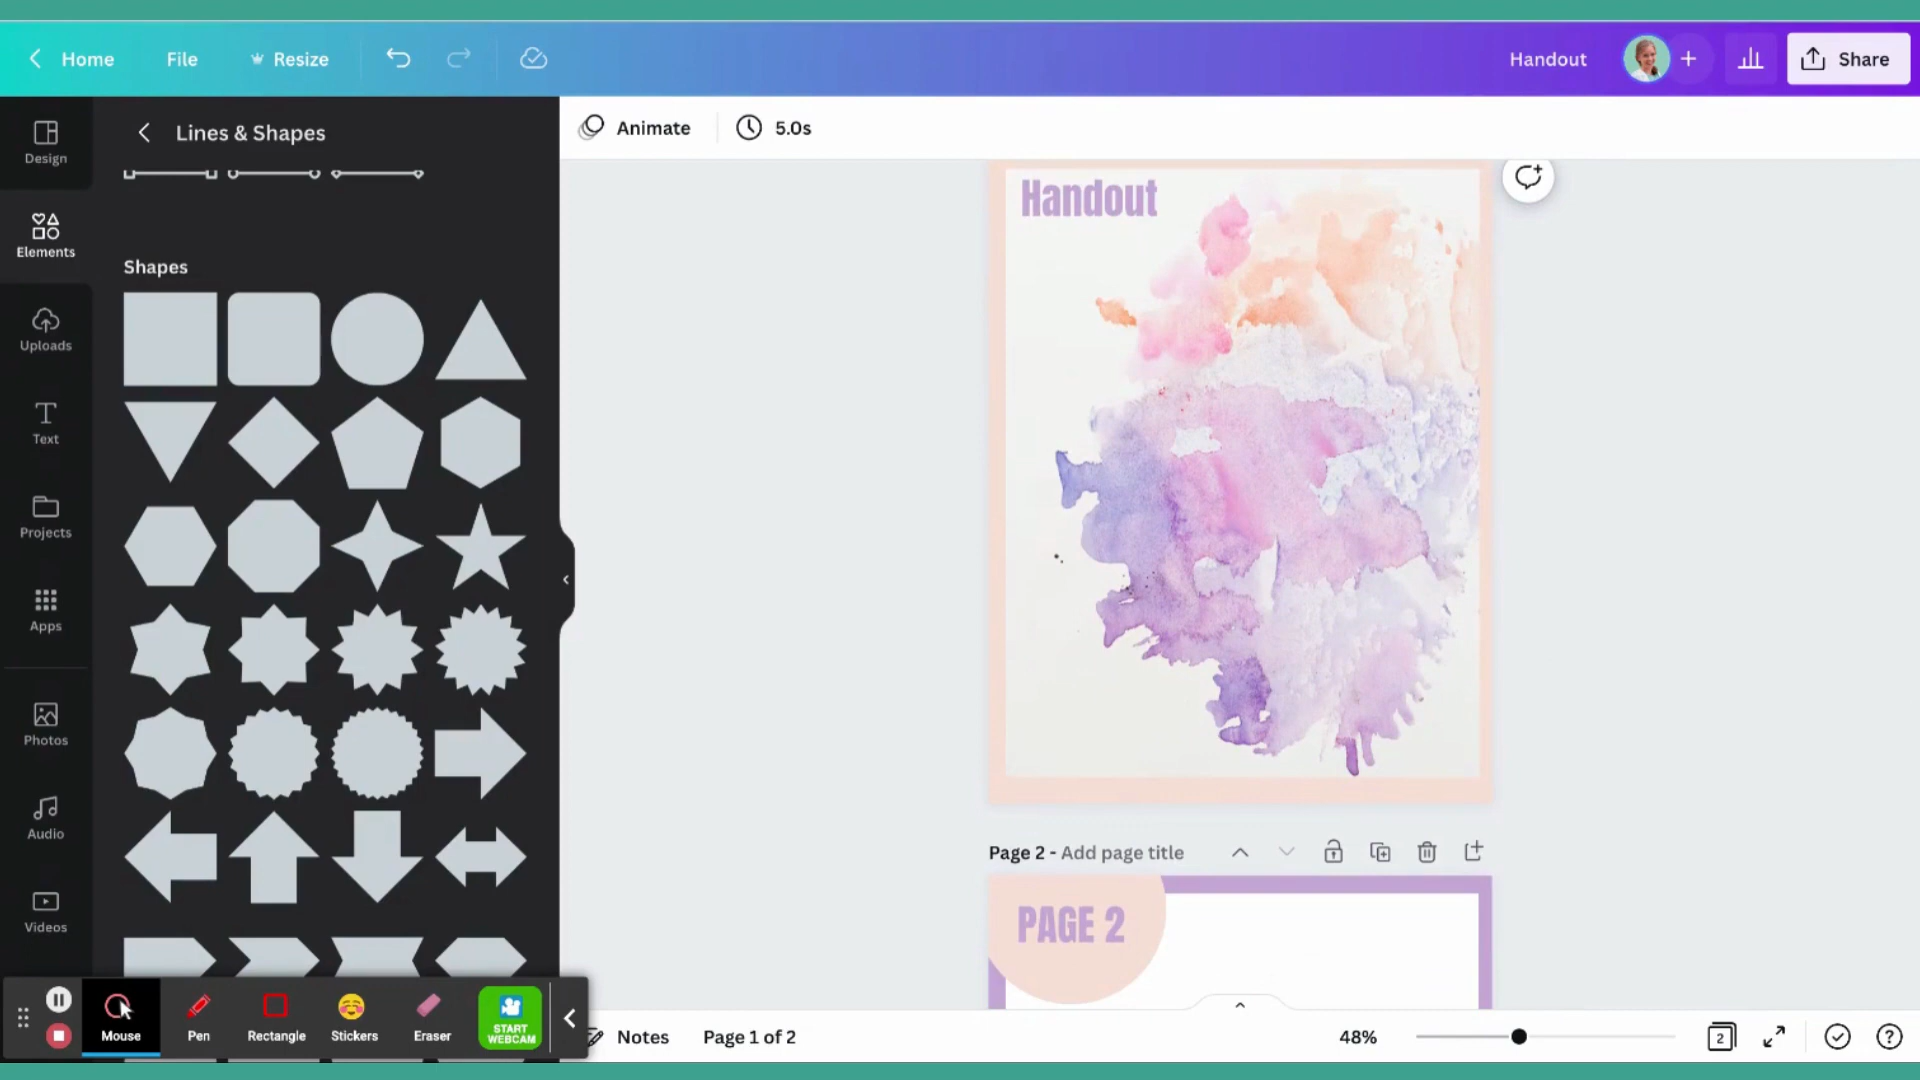 Home
File
Resize
Handout
Share
Design
Elements
Uploads
Text
Projects
Apps
Photos
Audio
Videos
Lines & Shapes
Shapes
Animate
5.0s
Handout
Page 2 - Add page title
PAGE 2
Mouse
Pen
Rectangle
Stickers
Eraser
START
WEBCAM
Notes
Page 1 of 2
48%
2